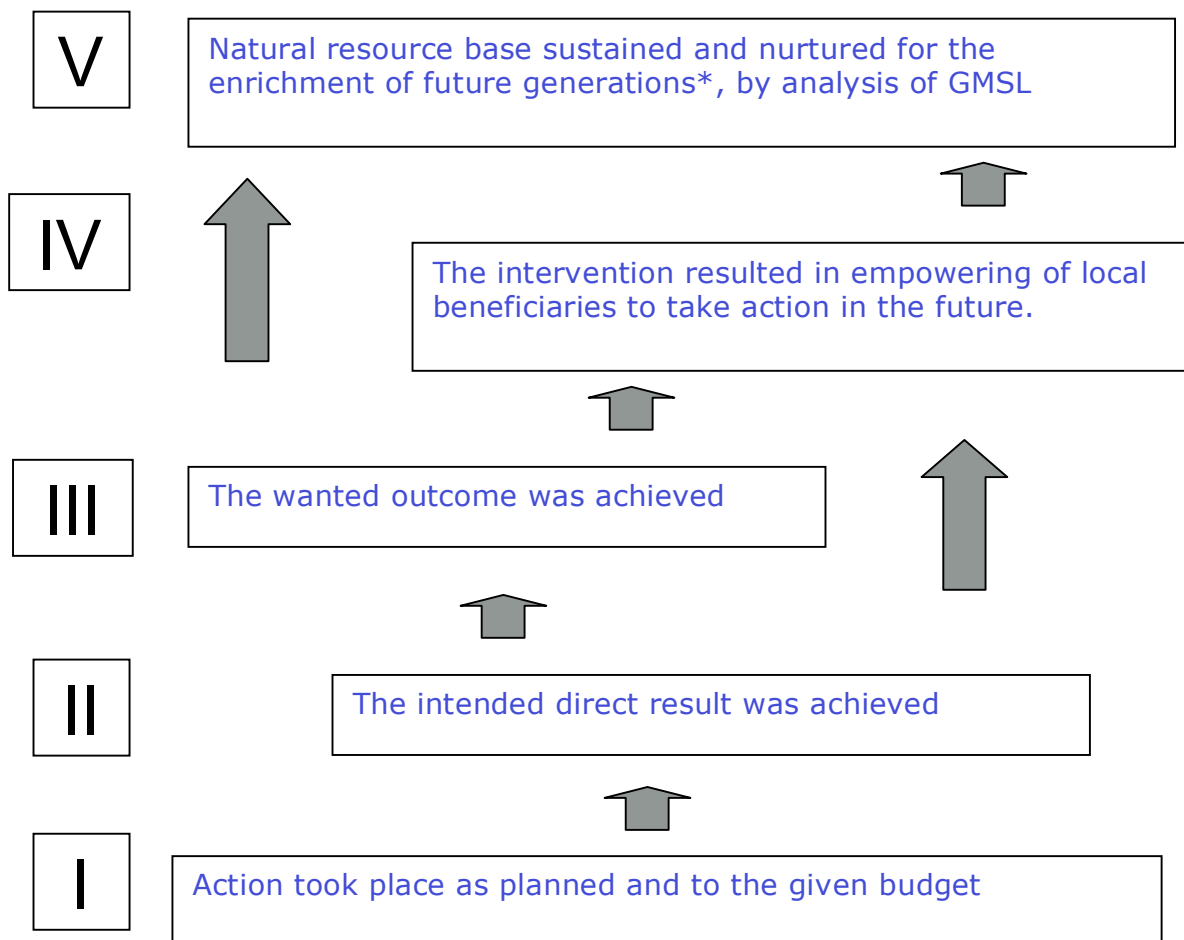 V
Natural resource base sustained and nurtured for the
enrichment of future generations*, by analysis of GMSL
IV
The intervention resulted in empowering of local
beneficiaries to take action in the future.
III
The wanted outcome was achieved
II
The intended direct result was achieved
I
Action took place as planned and to the given budget